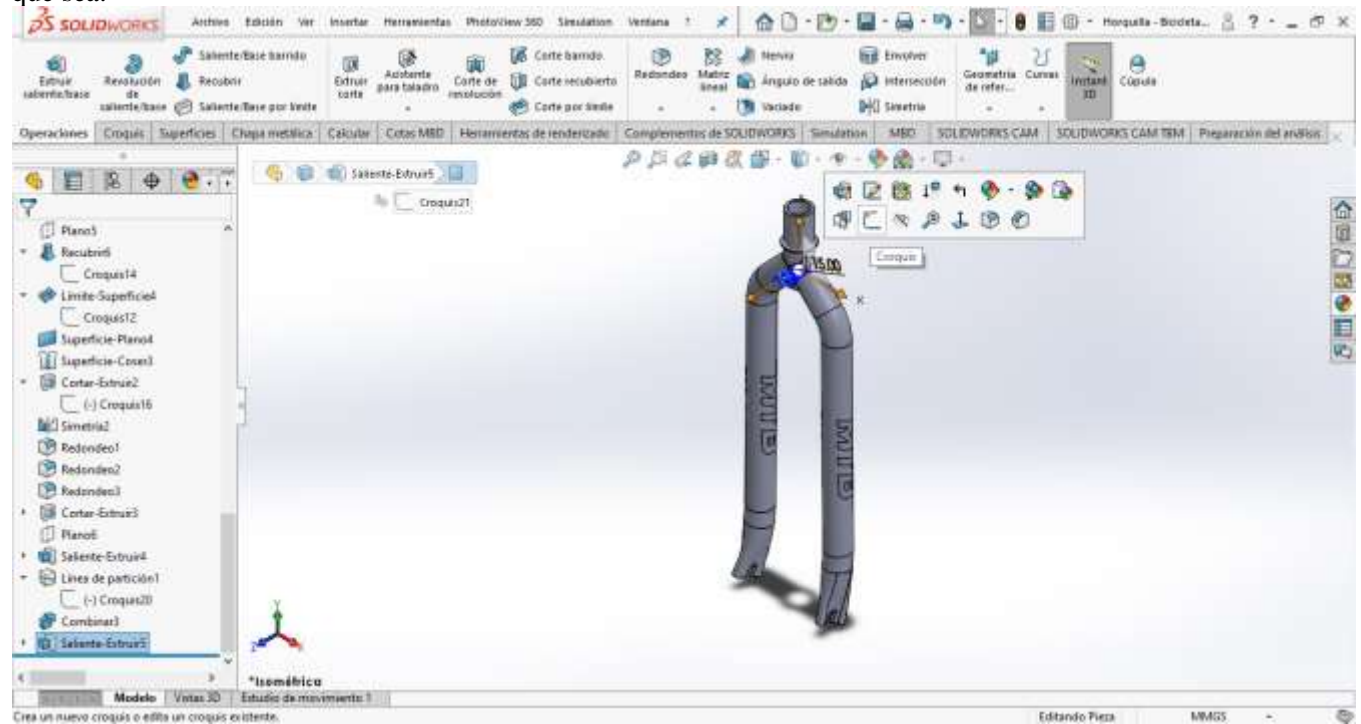 que sea.
SOLIDWORKS Archivo Edición Ver Insertar Herramientas PhotoView 360 Simulation Ventana ? Horquilla - Biodeta...
Extruir saliente/base
Revolución de saliente/base
Saliente/Base barrido
Recubrir
Saliente/Base por límite
Extruir corte
Asistente para taladro
Corte de revolución
Corte barrido
Corte recubierto
Corte por límite
Redondeo
Matriz lineal
Nervio
Ángulo de salida
Vaciado
Envolver
Intersección
Simetría
Geometría de refer...
Curvas
Instant 3D
Cúpula
Operaciones Croquis Superficies Chapa metálica Calcular Cotas MBD Herramientas de renderizado Complementos de SOLIDWORKS Simulation MBD SOLIDWORKS CAM SOLIDWORKS CAM TBM Preparación del análisis
Saliente-Extruir5
Croquis21
Croquis
175.00
MTB
MTB
Plano5
Recubrir6
Croquis14
Límite-Superficie4
Croquis12
Superficie-Plano4
Superficie-Coser3
Cortar-Extruir2
(-) Croquis16
Simetría2
Redondeo1
Redondeo2
Redondeo3
Cortar-Extruir3
Plano6
Saliente-Extruir4
Línea de partición1
(-) Croquis20
Combinar3
Saliente-Extruir5
Y
Z
X
*Isométrica
Modelo Vistas 3D Estudio de movimiento 1
Crea un nuevo croquis o edita un croquis existente. Editando Pieza MMGS